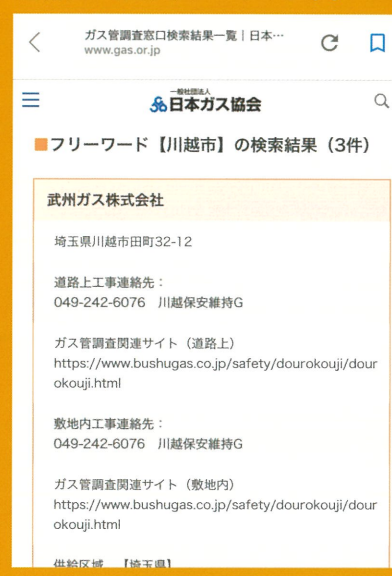 ガス管調査窓口検索結果一覧｜日本…
www.gas.or.jp
一般社団法人
日本ガス協会
■フリーワード【川越市】の検索結果（3件）
武州ガス株式会社
埼玉県川越市田町32-12
道路上工事連絡先：
049-242-6076　川越保安維持G
ガス管調査関連サイト（道路上）
https://www.bushugas.co.jp/safety/dourokouji/dour
okouji.html
敷地内工事連絡先：
049-242-6076　川越保安維持G
ガス管調査関連サイト（敷地内）
https://www.bushugas.co.jp/safety/dourokouji/dour
okouji.html
供給区域　【埼玉県】